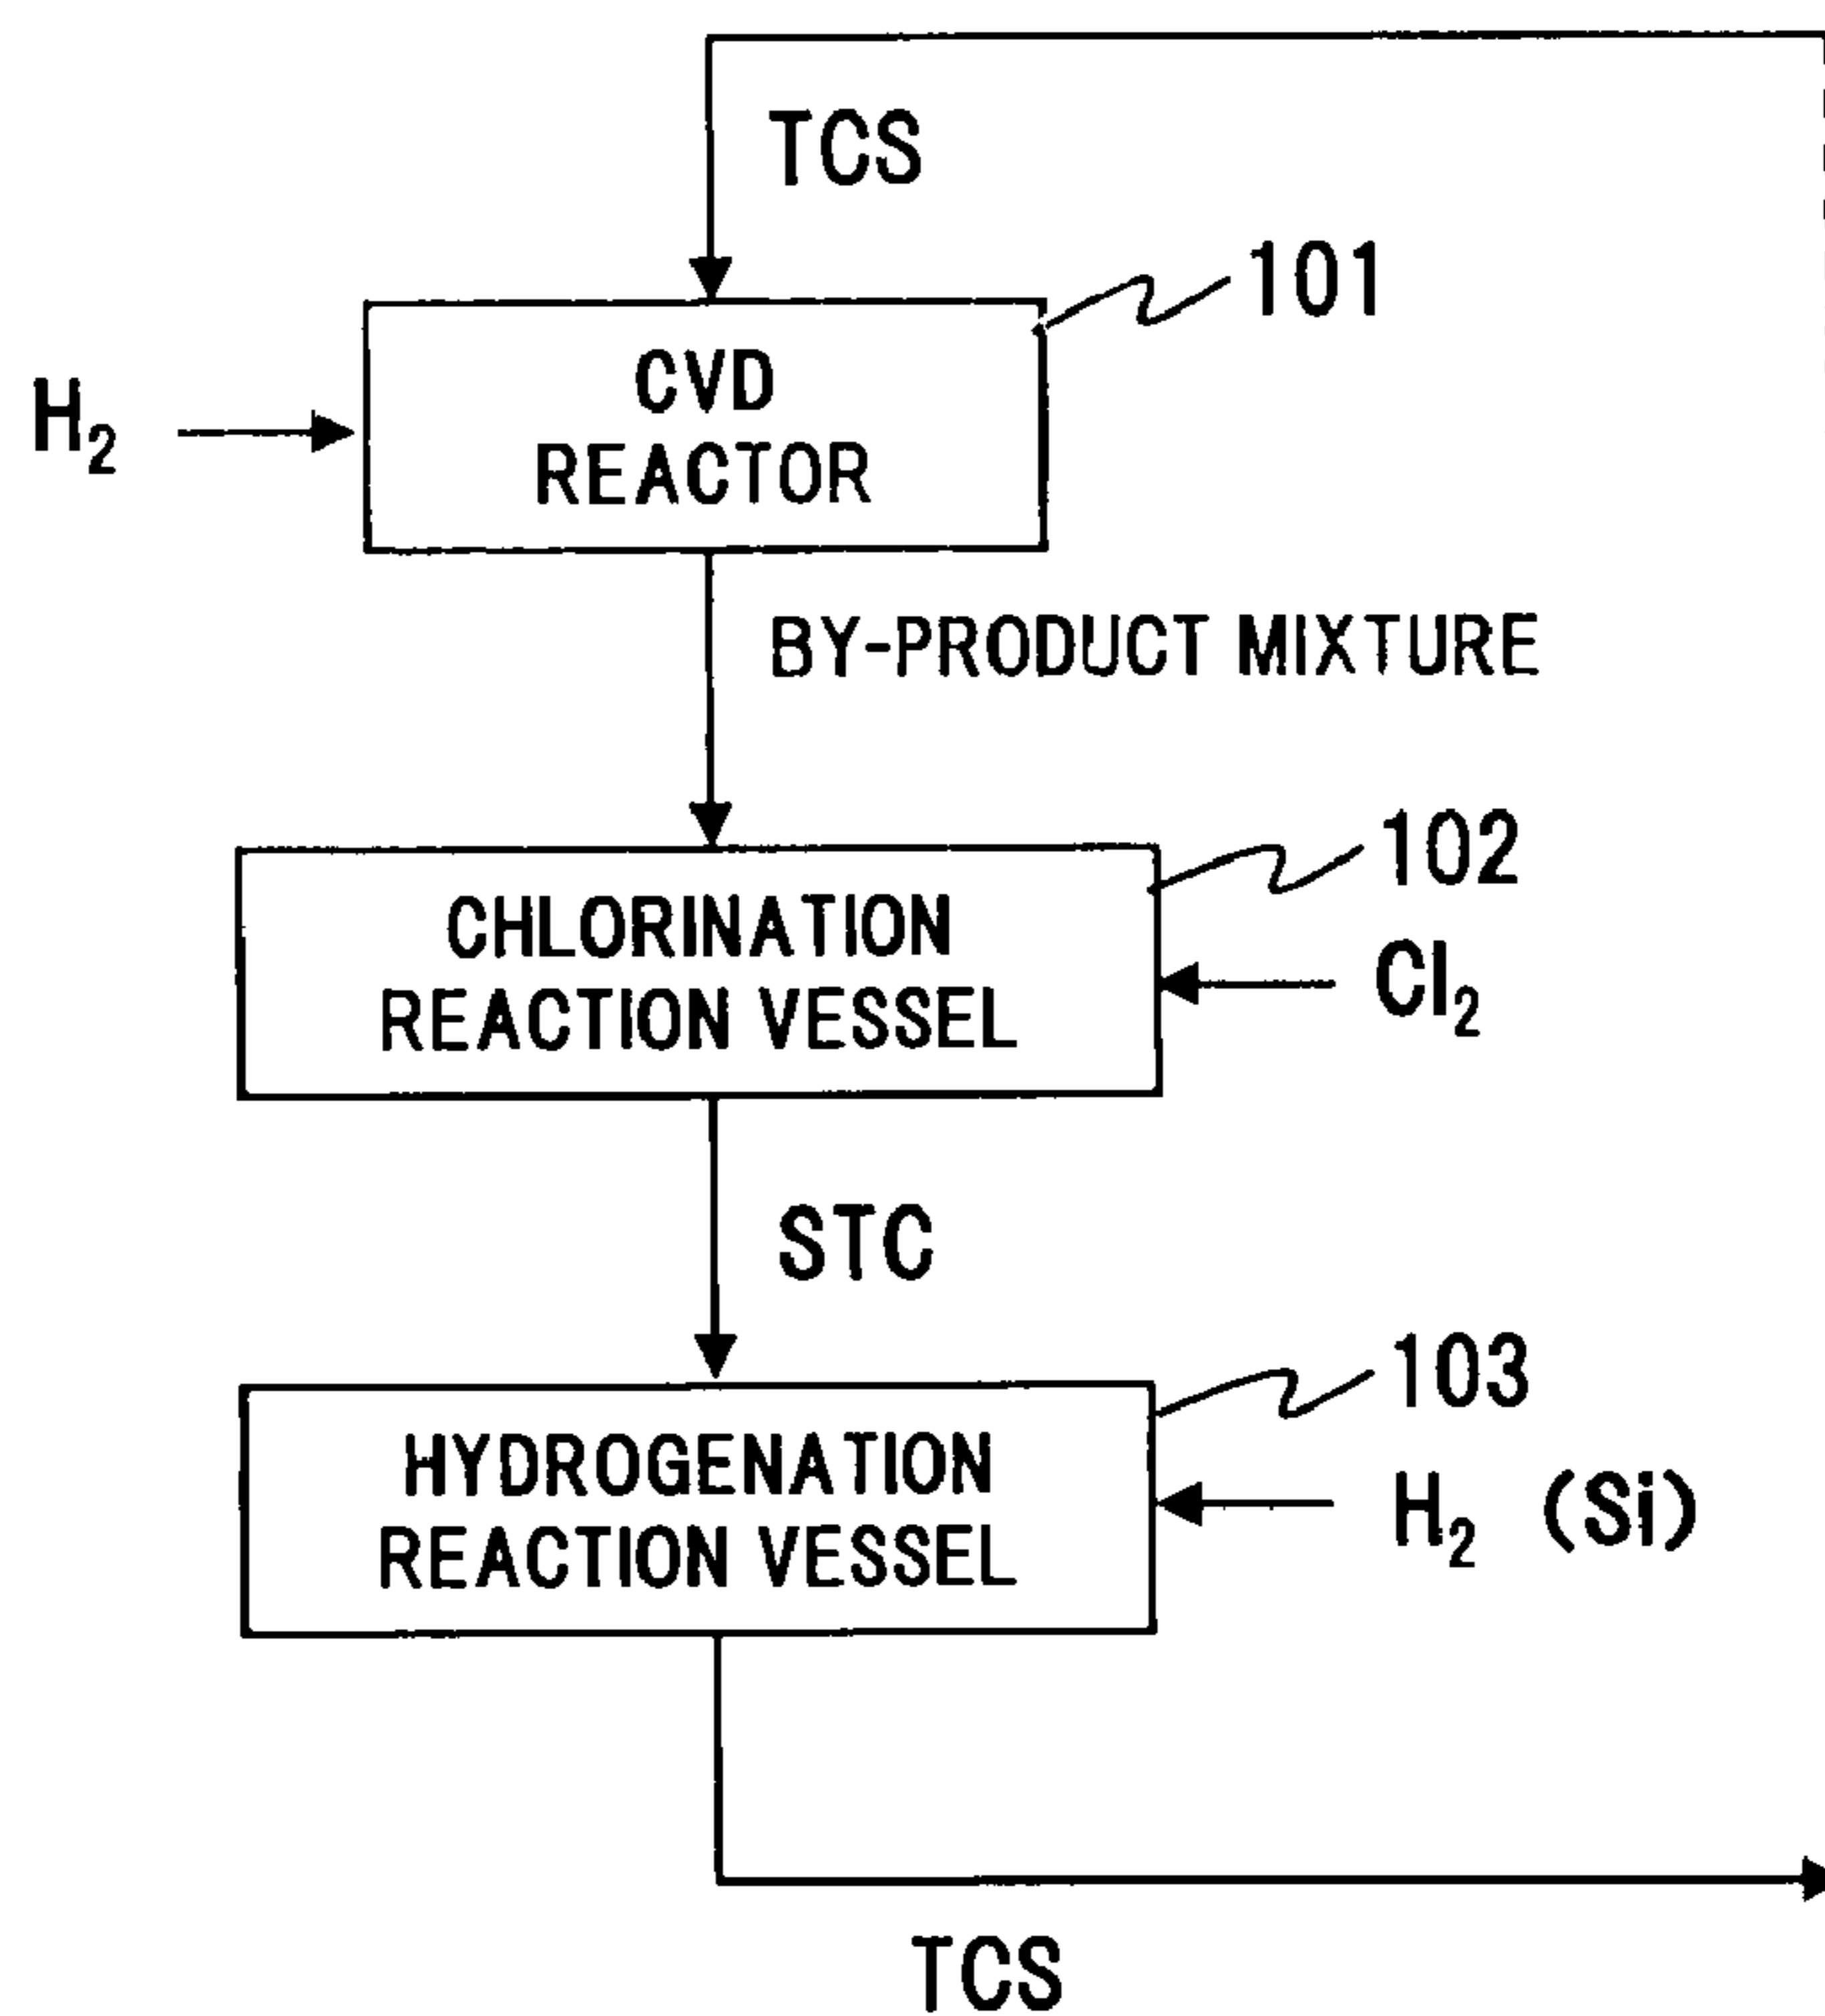 TCS
101
H₂
CVD
REACTOR
BY-PRODUCT MIXTURE
102
CHLORINATION
REACTION VESSEL
Cl₂
STC
103
HYDROGENATION
REACTION VESSEL
H₂ (Si)
TCS